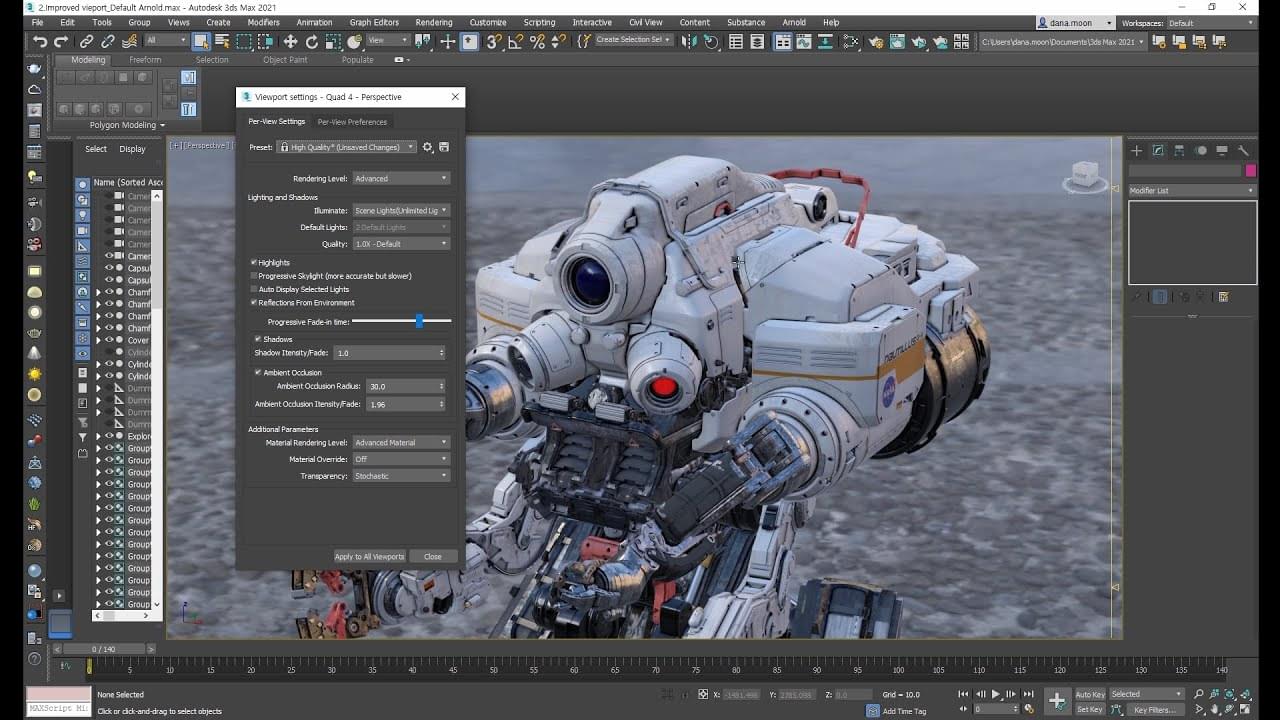 2.Improved vieport_Default Arnold.max - Autodesk 3ds Max 2021
File Edit Tools Group Views Create Modifiers Animation Graph Editors Rendering Customize Scripting Interactive Civil View Content Substance Arnold Help
dana.moon
Workspaces: Default
All
View
Create Selection Sel
C:\Users\dana.moon\Documents\3ds Max 2021
Modeling Freeform Selection Object Paint Populate
Polygon Modeling
Select Display
Name (Sorted Asce
Camer
Camer
Camer
Camer
Camer
Camer
Capsul
Capsul
Chamf
Chamf
Chamf
Chamf
Cover
Cylind
Cylind
Cylind
Dumm
Dumm
Dumm
Dumm
Explor
Group
Group
Group
Group
Group
Group
Group
Group
Group
Group
Group
Group
Group
Group
[+] [Perspective] [
Viewport settings - Quad 4 - Perspective
Per-View Settings Per-View Preferences
Preset: High Quality* (Unsaved Changes)
Rendering Level: Advanced
Lighting and Shadows
Illuminate: Scene Lights(Unlimited Lig
Default Lights: 2 Default Lights
Quality: 1.0X - Default
Highlights
Progressive Skylight (more accurate but slower)
Auto Display Selected Lights
Reflections From Environment
Progressive Fade-in time:
Shadows
Shadow Itensity/Fade: 1.0
Ambient Occlusion
Ambient Occlusion Radius: 30.0
Ambient Occlusion Itensity/Fade: 1.96
Additional Parameters
Material Rendering Level: Advanced Material
Material Override: Off
Transparency: Stochastic
Apply to All Viewports Close
NAUTILLUS
NASA
Modifier List
0 / 140
0 5 10 15 20 25 30 35 40 45 50 55 60 65 70 75 80 85 90 95 100 105 110 115 120 125 130 135 140
None Selected
X: -1481.498 Y: 2785.098 Z: 0.0 Grid = 10.0
Auto Key Selected
MAXScript Mi
Click or click-and-drag to select objects
Add Time Tag
0
Set Key Key Filters...